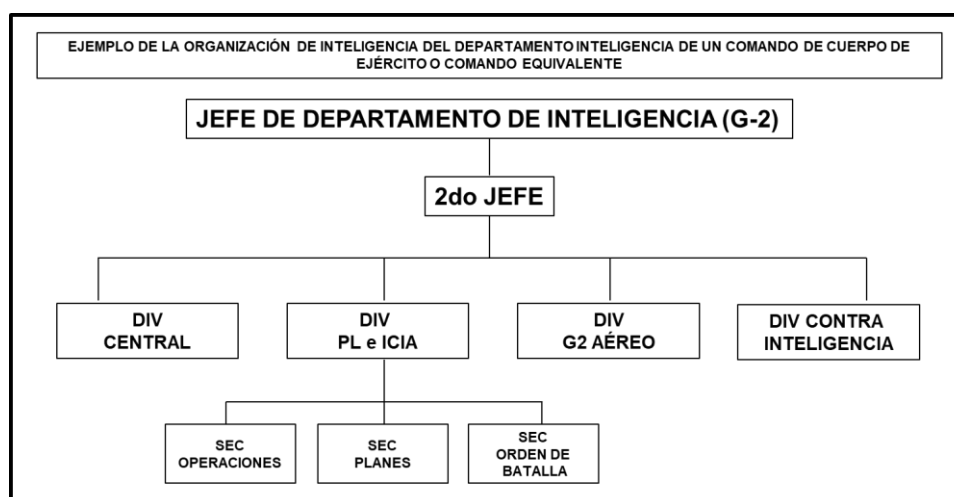 EJEMPLO DE LA ORGANIZACIÓN DE INTELIGENCIA DEL DEPARTAMENTO INTELIGENCIA DE UN COMANDO DE CUERPO DE
EJÉRCITO O COMANDO EQUIVALENTE
JEFE DE DEPARTAMENTO DE INTELIGENCIA (G-2)
2do JEFE
DIV
CENTRAL
DIV
PL e ICIA
DIV
G2 AÉREO
DIV CONTRA
INTELIGENCIA
SEC
OPERACIONES
SEC
PLANES
SEC
ORDEN DE
BATALLA